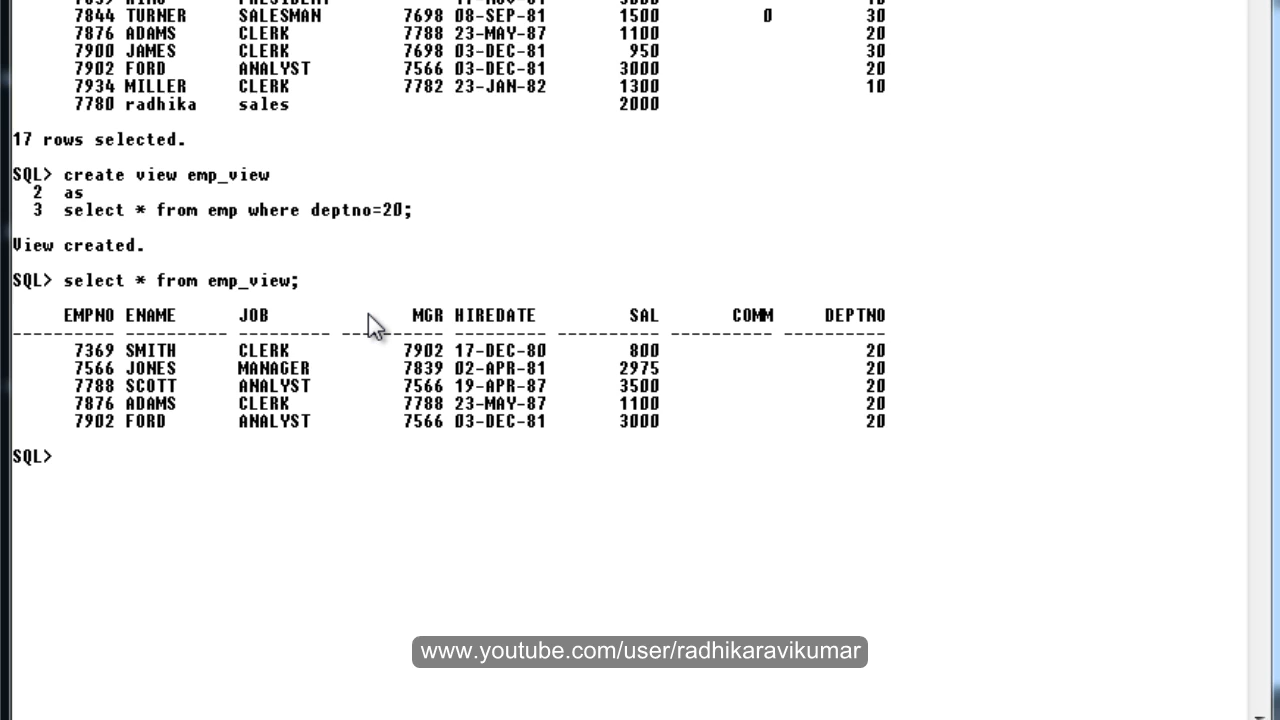 7844 TURNER SALESMAN 7698 08-SEP-81 1500 0 30
7876 ADAMS CLERK 7788 23-MAY-87 1100 20
7900 JAMES CLERK 7698 03-DEC-81 950 30
7902 FORD ANALYST 7566 03-DEC-81 3000 20
7934 MILLER CLERK 7782 23-JAN-82 1300 10
7780 radhika sales 2000
17 rows selected.
SQL> create view emp_view
2 as
3 select * from emp where deptno=20;
View created.
SQL> select * from emp_view;
EMPNO ENAME JOB MGR HIREDATE SAL COMM DEPTNO
---------- ---------- --------- ---------- --------- ---------- ---------- ----------
7369 SMITH CLERK 7902 17-DEC-80 800 20
7566 JONES MANAGER 7839 02-APR-81 2975 20
7788 SCOTT ANALYST 7566 19-APR-87 3500 20
7876 ADAMS CLERK 7788 23-MAY-87 1100 20
7902 FORD ANALYST 7566 03-DEC-81 3000 20
SQL>
www.youtube.com/user/radhikaravikumar